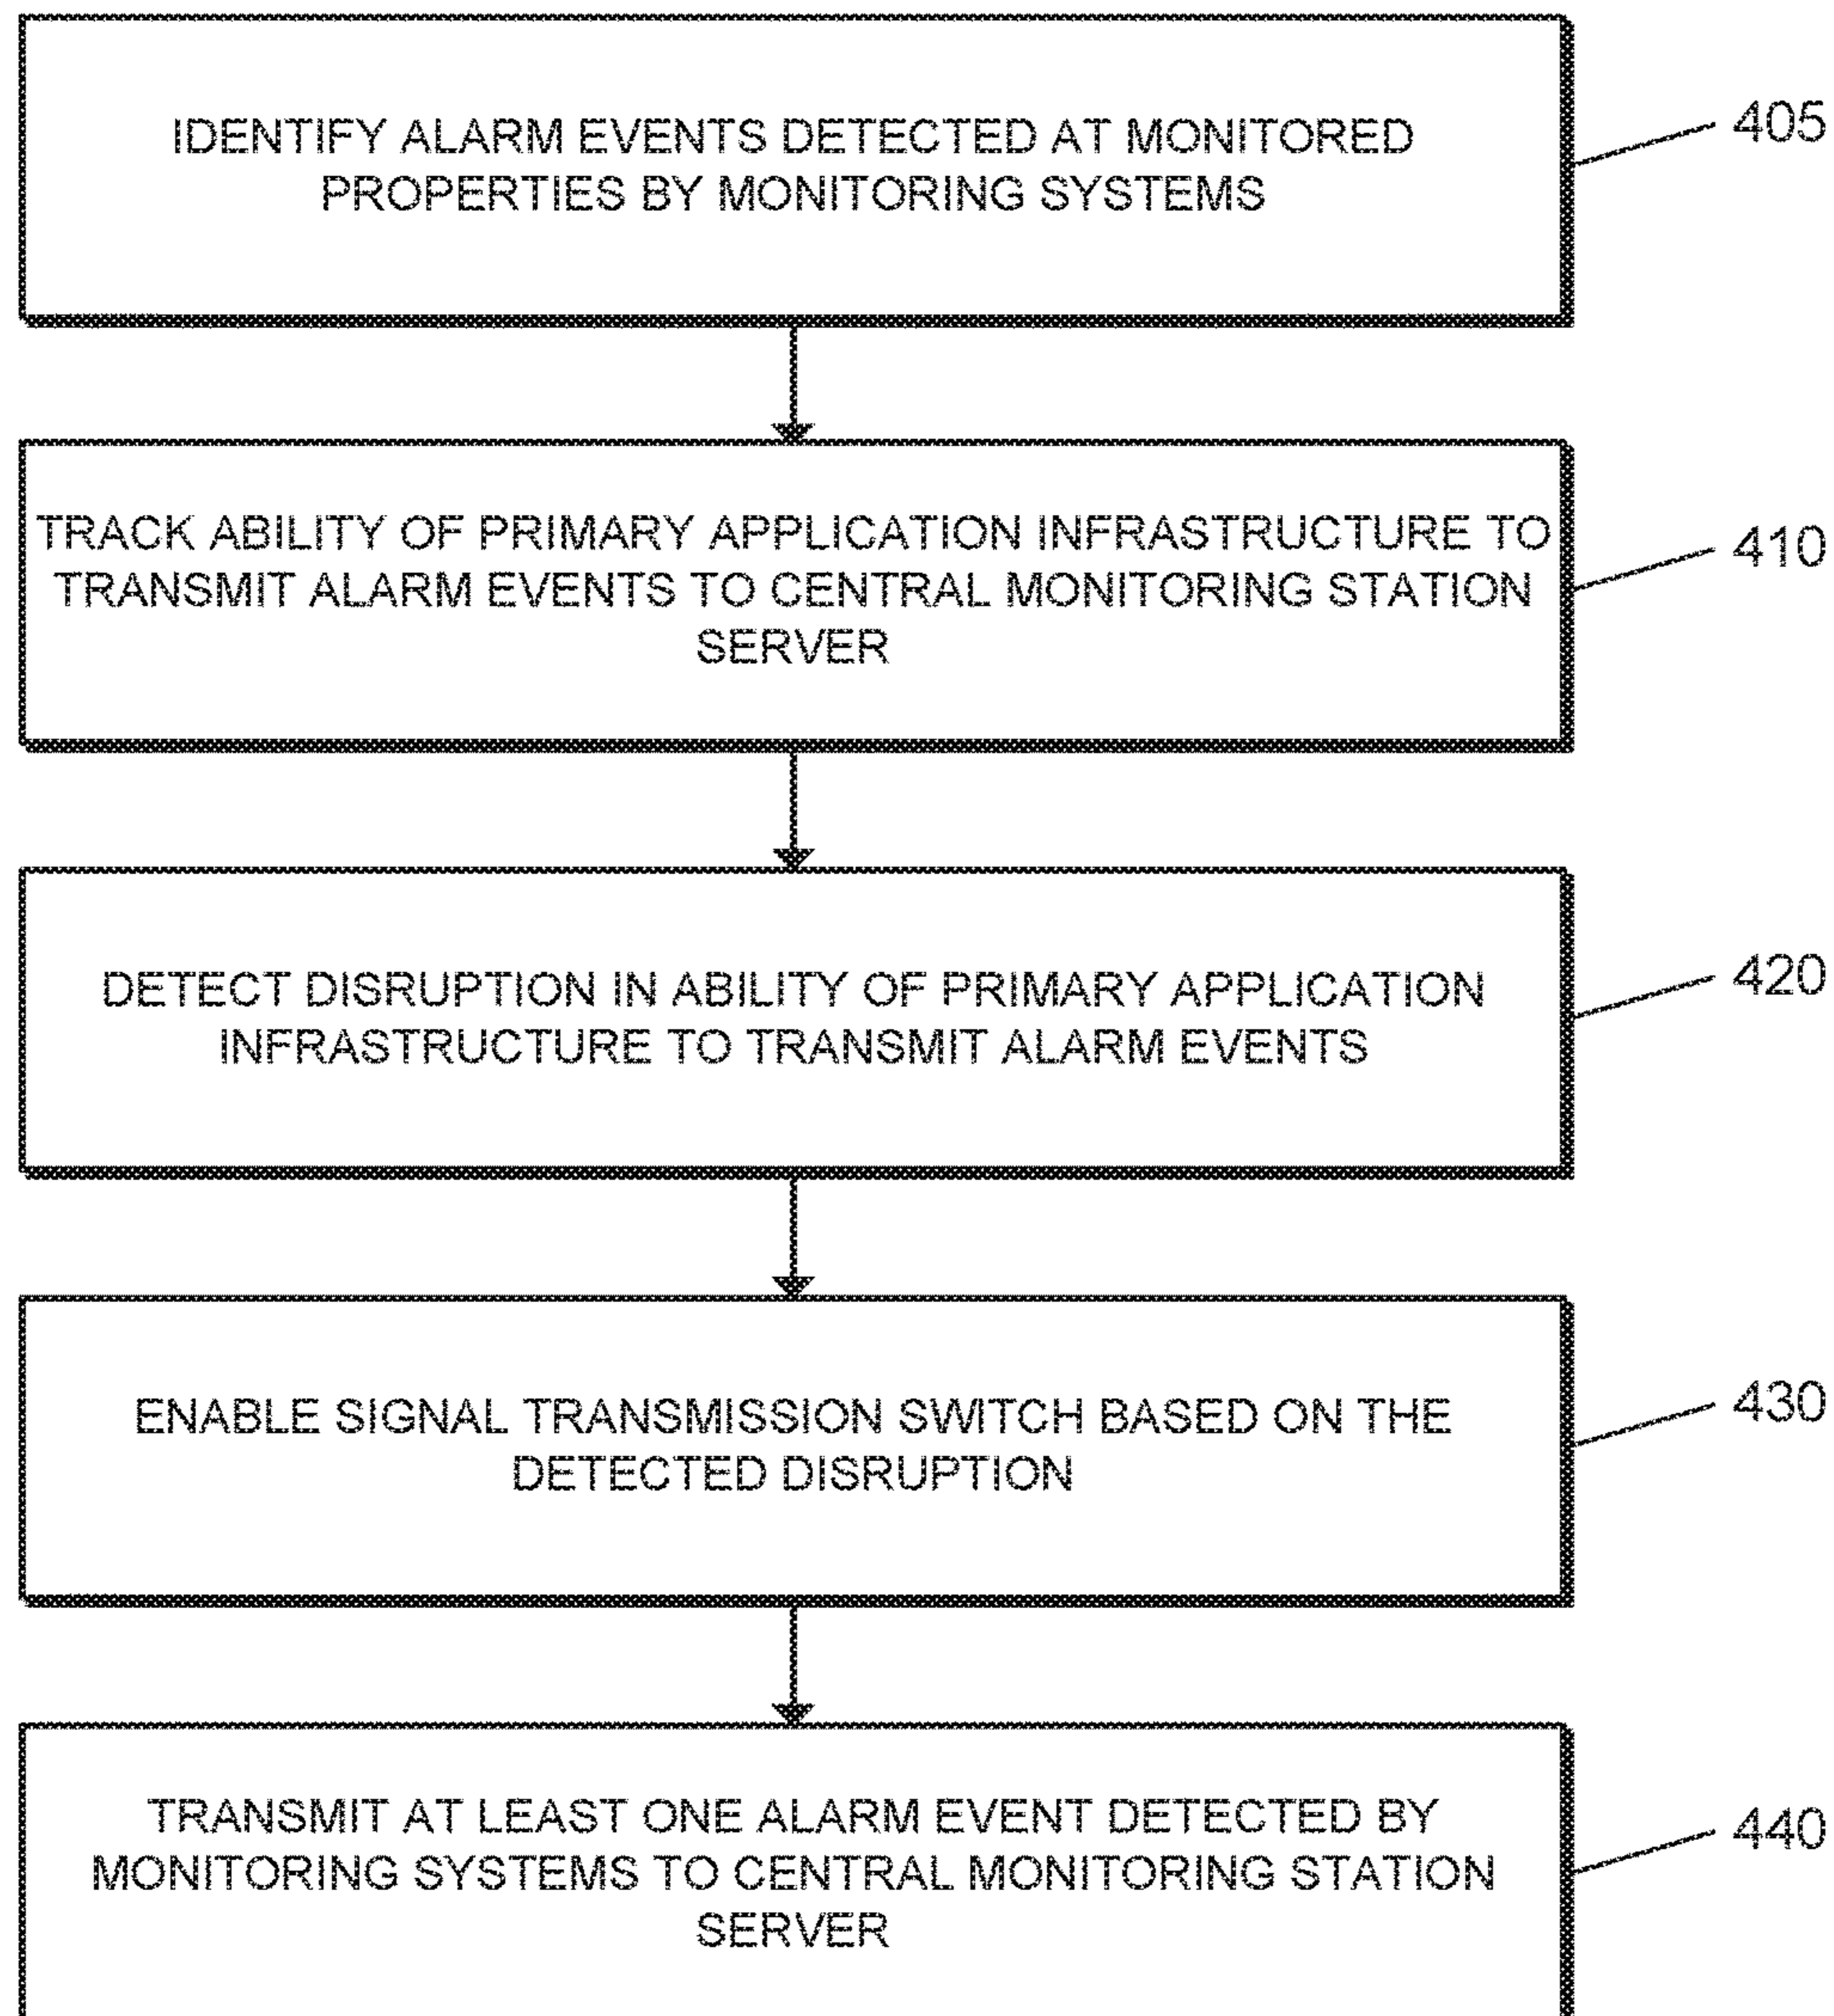 IDENTIFY ALARM EVENTS DETECTED AT MONITORED
PROPERTIES BY MONITORING SYSTEMS
405
TRACK ABILITY OF PRIMARY APPLICATION INFRASTRUCTURE TO
TRANSMIT ALARM EVENTS TO CENTRAL MONITORING STATION
SERVER
410
DETECT DISRUPTION IN ABILITY OF PRIMARY APPLICATION
INFRASTRUCTURE TO TRANSMIT ALARM EVENTS
420
ENABLE SIGNAL TRANSMISSION SWITCH BASED ON THE
DETECTED DISRUPTION
430
TRANSMIT AT LEAST ONE ALARM EVENT DETECTED BY
MONITORING SYSTEMS TO CENTRAL MONITORING STATION
SERVER
440